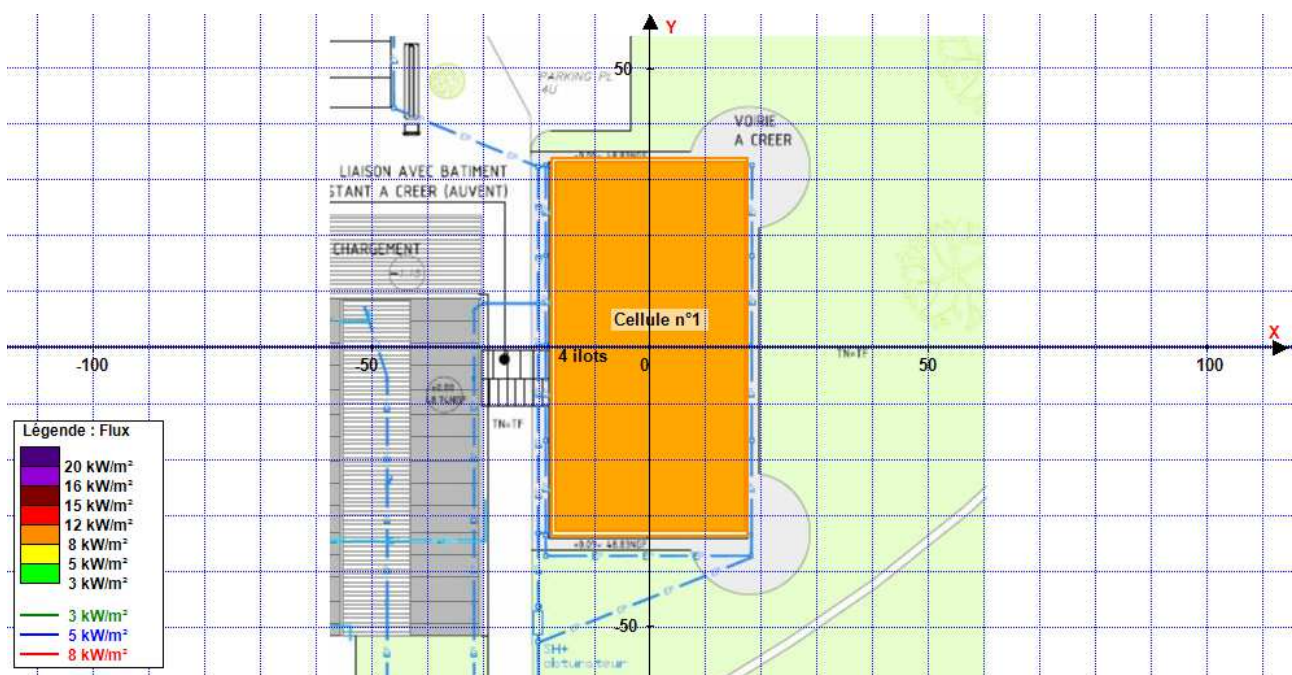 Y
50
PARKING PL
4U
VOIRIE
A CREER
LIAISON AVEC BATIMENT
STANT A CREER (AUVENT)
CHARGEMENT
Cellule n°1
X
-100
-50
4 ilots
0
50
100
TN=TF
TN=TF
-50
SH+
obturateur
Légende : Flux
20 kW/m²
16 kW/m²
15 kW/m²
12 kW/m²
8 kW/m²
5 kW/m²
3 kW/m²
3 kW/m²
5 kW/m²
8 kW/m²